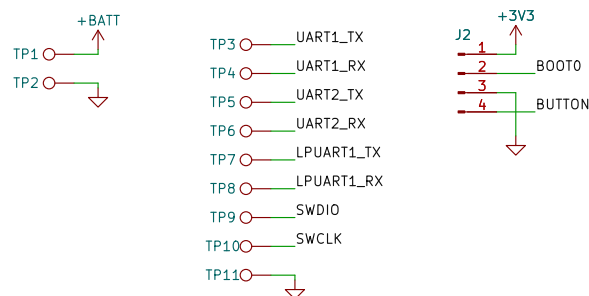 +BATT
TP1
TP2
TP3 UART1_TX
TP4 UART1_RX
TP5 UART2_TX
TP6 UART2_RX
TP7 LPUART1_TX
TP8 LPUART1_RX
TP9 SWDIO
TP10 SWCLK
TP11
+3V3
J2
1
2 BOOT0
3
4 BUTTON